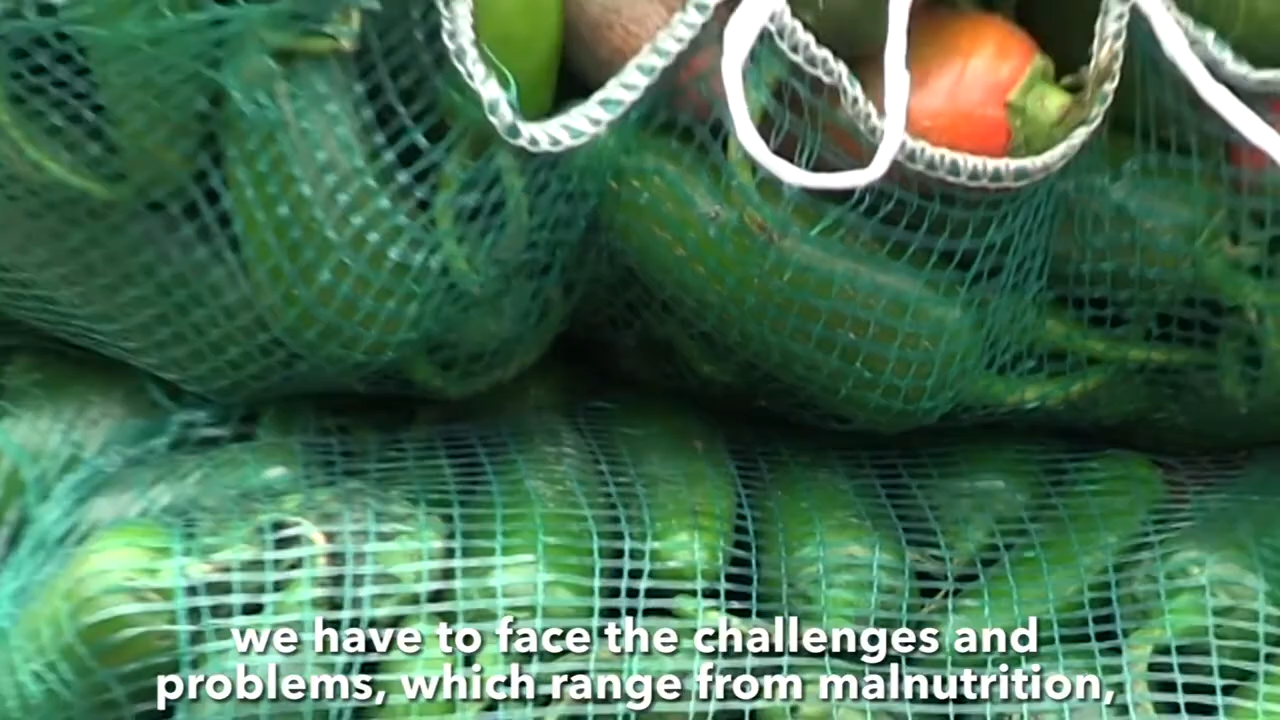 we have to face the challenges and
problems, which range from malnutrition,